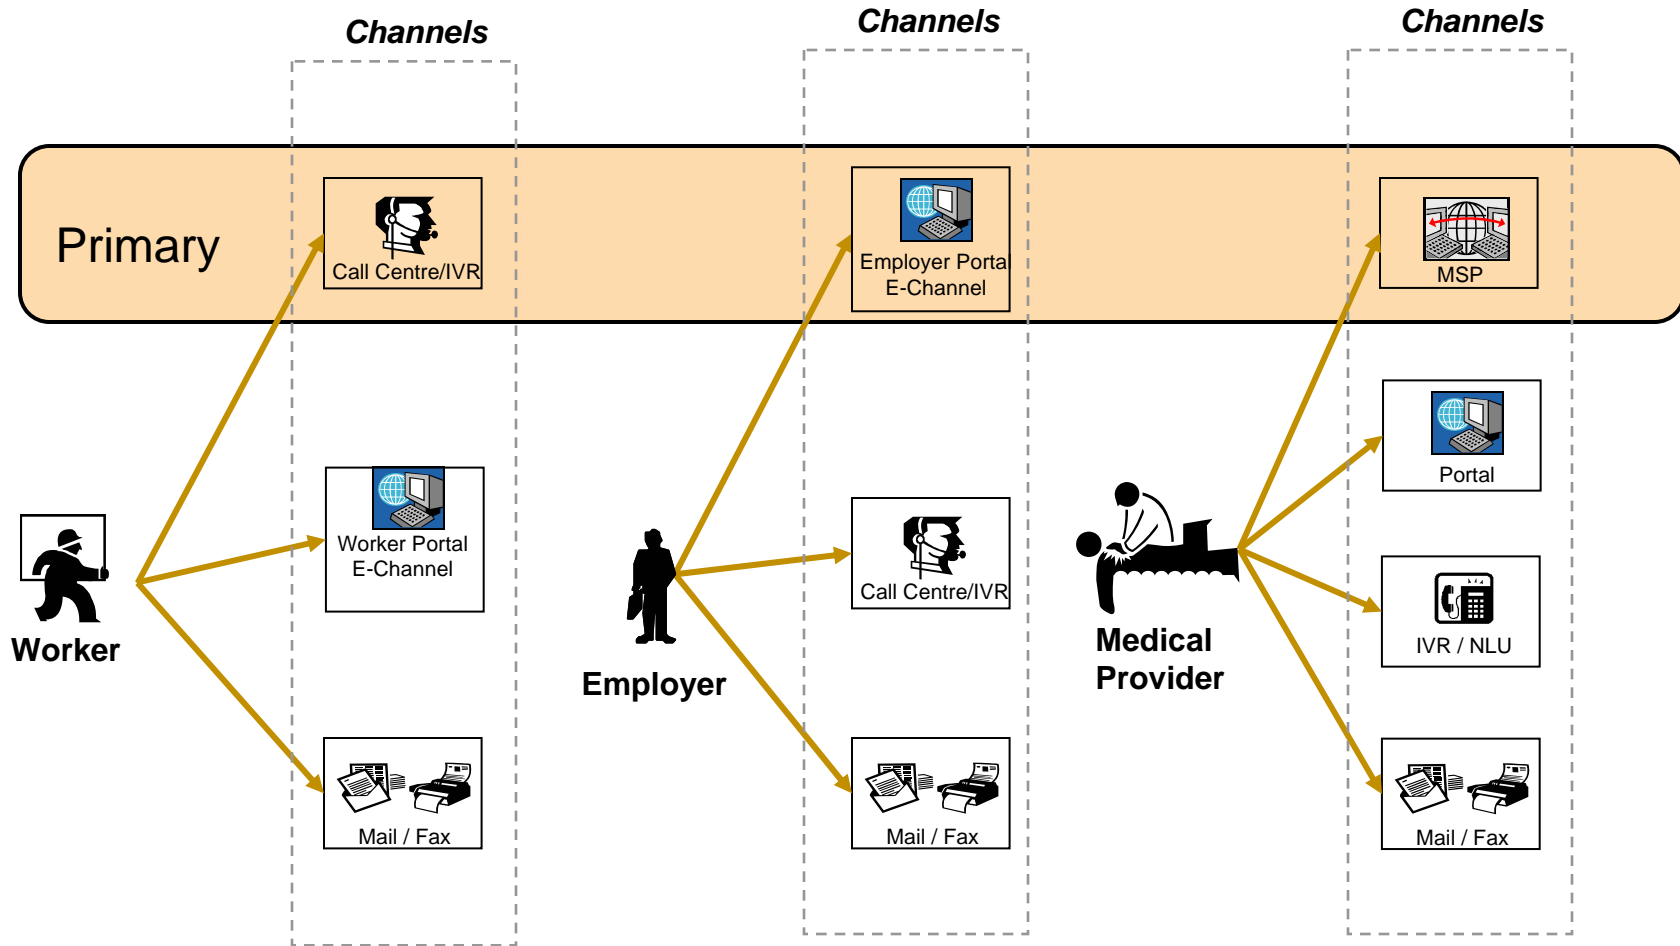 Channels
Channels
Channels
Primary
Call Centre/IVR
Employer Portal
E-Channel
MSP
Worker Portal
E-Channel
Call Centre/IVR
Portal
IVR / NLU
Worker
Employer
Medical
Provider
Mail / Fax
Mail / Fax
Mail / Fax